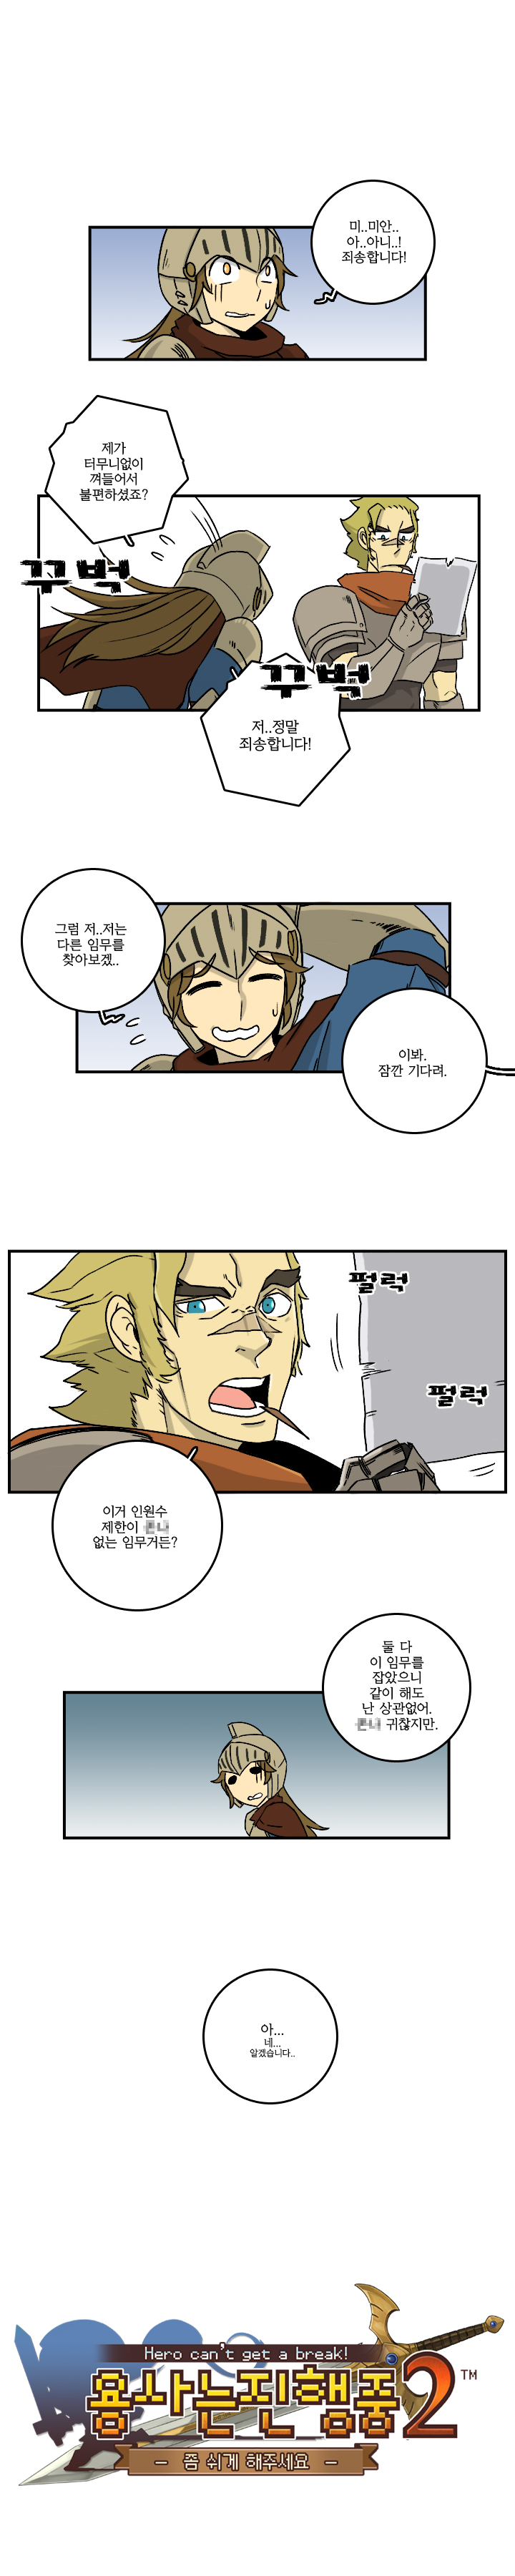 미..미안..
아..아니..!
죄송합니다!
제가
터무니없이
껴들어서
불편하셨죠?
꾸벅
꾸벅
저..정말
죄송합니다!
그럼 저..저는
다른 임무를
찾아보겠..
이봐.
잠깐 기다려.
펄럭
펄럭
이거 인원수
제한이
없는 임무거든?
둘 다
이 임무를
잡았으니
같이 해도
난 상관없어.
귀찮지만.
아...
네...
알겠습니다..
Hero can't get a break!
용사는진행중2
TM
- 좀 쉬게 해주세요 -